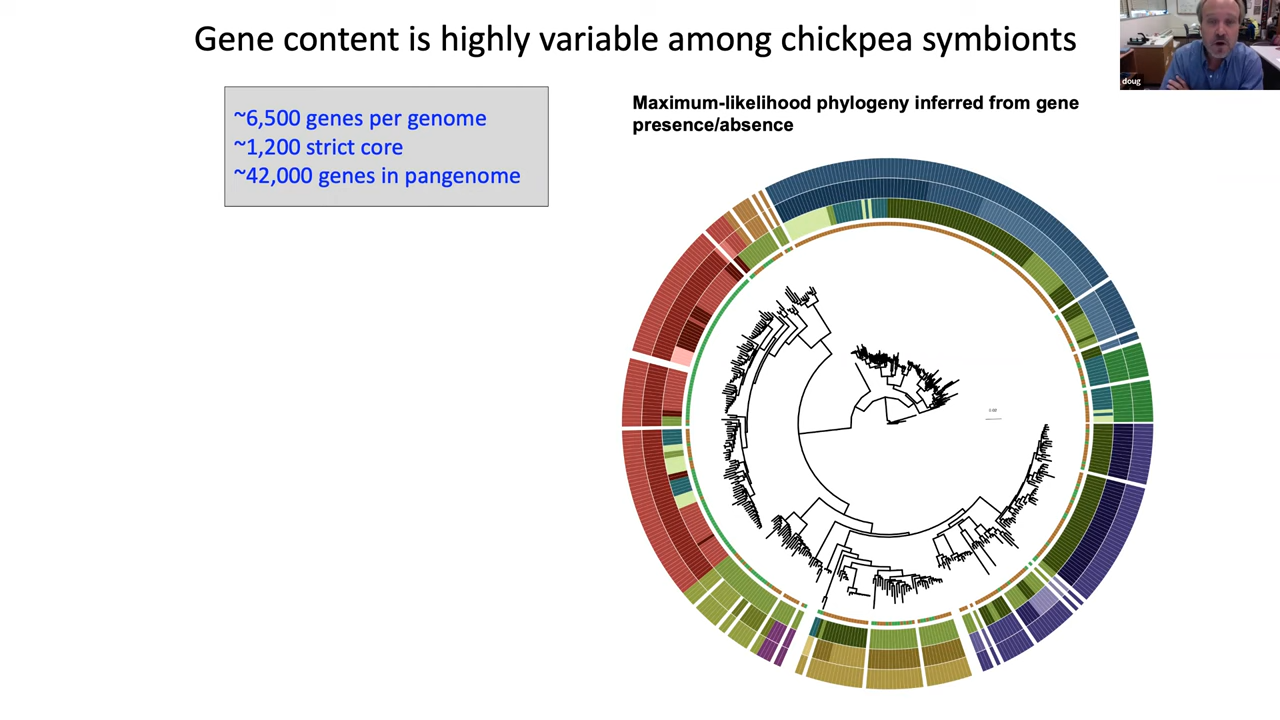 Gene content is highly variable among chickpea symbionts
~6,500 genes per genome
~1,200 strict core
~42,000 genes in pangenome
Maximum-likelihood phylogeny inferred from gene
presence/absence
doug